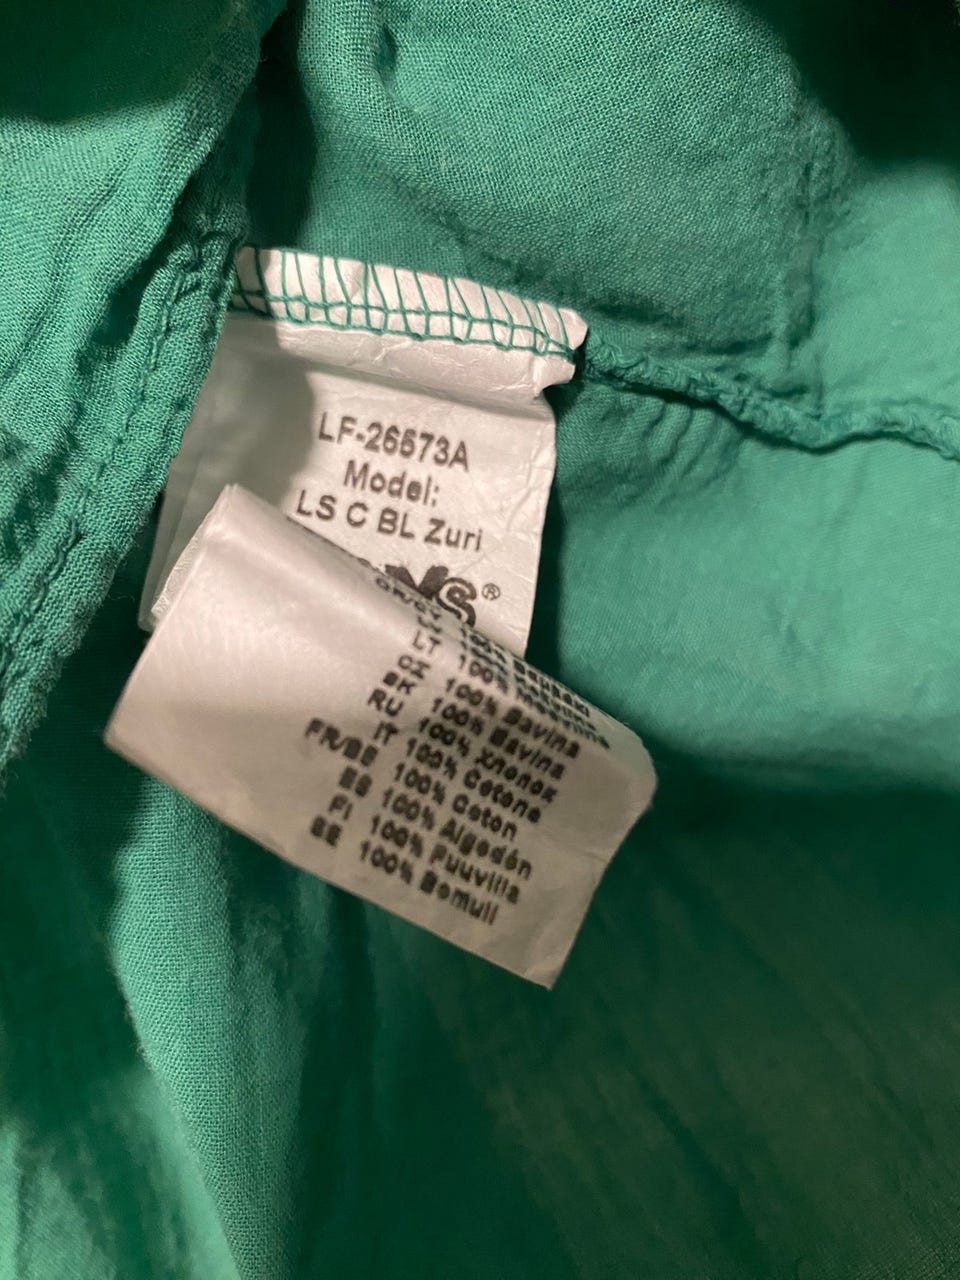 LF-26573A
Model:
LS C BL Zuri
YS®
LT 100%
CZ 100% Bavlna
SK 100% Bavlna
RU 100% Хлопок
IT 100% Cotone
FR/BE 100% Coton
ES 100% Algodón
FI 100% Puuvilla
SE 100% Bomull